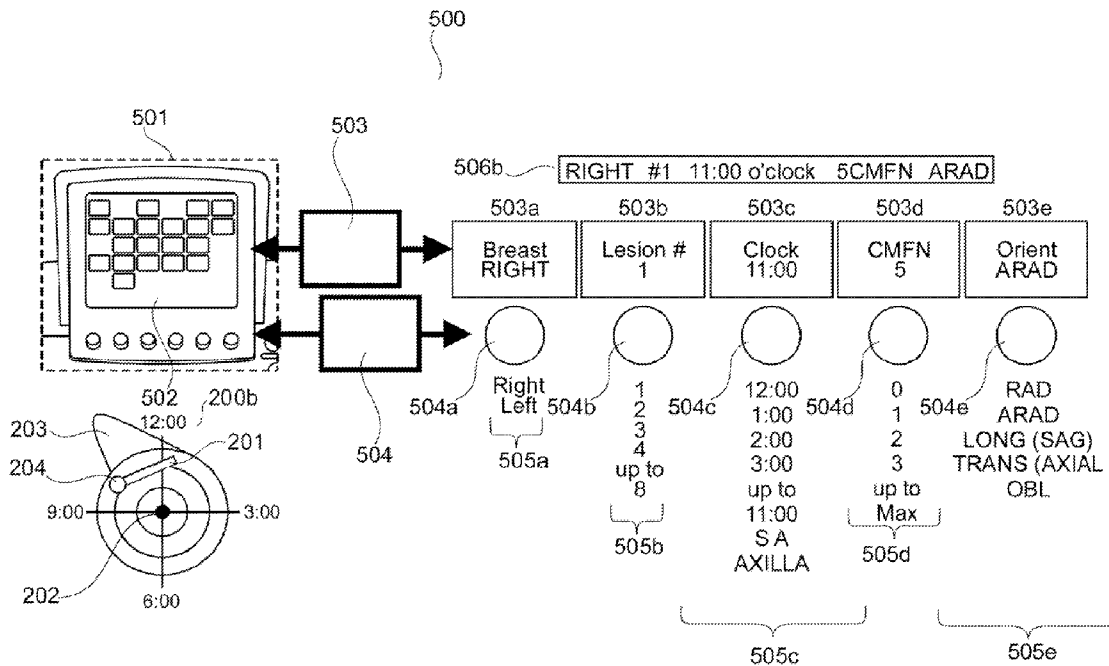 500
501
503
506b
RIGHT #1 11:00 o'clock 5CMFN ARAD
503a 503b 503c 503d 503e
Breast
RIGHT
Lesion #
1
Clock
11:00
CMFN
5
Orient
ARAD
502
504
504a 504b 504c 504d 504e
Right
Left
505a
1
2
3
4
up to
8
505b
12:00
1:00
2:00
3:00
up to
11:00
S A
AXILLA
505c
0
1
2
3
up to
Max
505d
RAD
ARAD
LONG (SAG)
TRANS (AXIAL
OBL
505e
200b
12:00
203
201
204
9:00
3:00
202
6:00